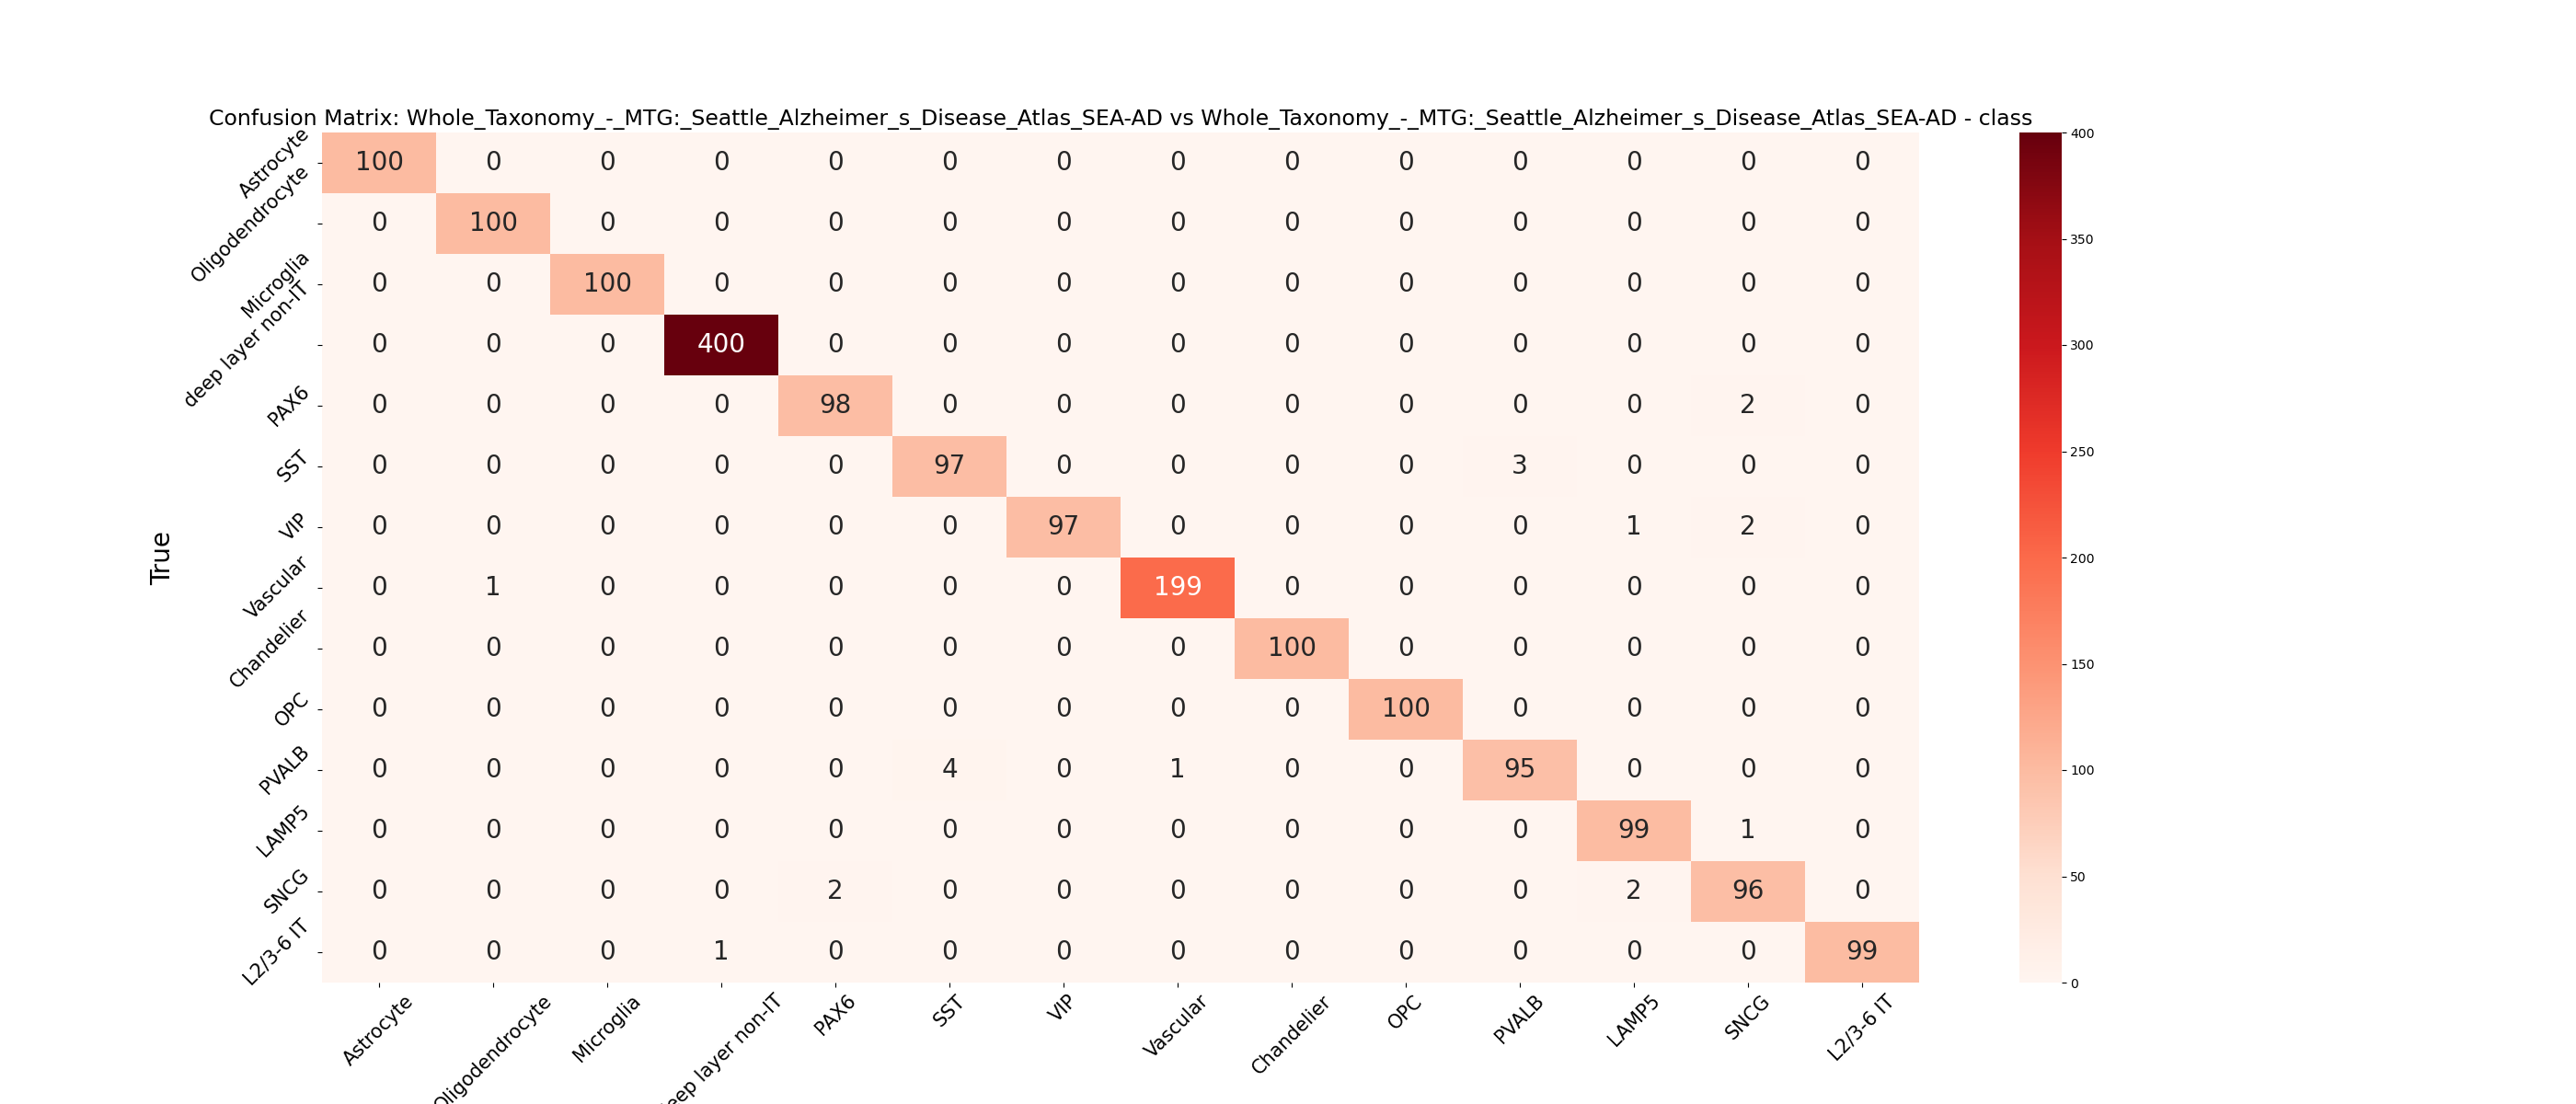 Confusion Matrix: Whole_Taxonomy_-_MTG:_Seattle_Alzheimer_s_Disease_Atlas_SEA-AD vs Whole_Taxonomy_-_MTG:_Seattle_Alzheimer_s_Disease_Atlas_SEA-AD - class
True
Astrocyte 100 0 0 0 0 0 0 0 0 0 0 0 0 0
Oligodendrocyte 0 100 0 0 0 0 0 0 0 0 0 0 0 0
Microglia 0 0 100 0 0 0 0 0 0 0 0 0 0 0
deep layer non-IT 0 0 0 400 0 0 0 0 0 0 0 0 0 0
PAX6 0 0 0 0 98 0 0 0 0 0 0 0 2 0
SST 0 0 0 0 0 97 0 0 0 0 3 0 0 0
VIP 0 0 0 0 0 0 97 0 0 0 0 1 2 0
Vascular 0 1 0 0 0 0 0 199 0 0 0 0 0 0
Chandelier 0 0 0 0 0 0 0 0 100 0 0 0 0 0
OPC 0 0 0 0 0 0 0 0 0 100 0 0 0 0
PVALB 0 0 0 0 0 4 0 1 0 0 95 0 0 0
LAMP5 0 0 0 0 0 0 0 0 0 0 0 99 1 0
SNCG 0 0 0 0 2 0 0 0 0 0 0 2 96 0
L2/3-6 IT 0 0 0 1 0 0 0 0 0 0 0 0 0 99
Astrocyte Oligodendrocyte Microglia eep layer non-IT PAX6 SST VIP Vascular Chandelier OPC PVALB LAMP5 SNCG L2/3-6 IT
400
350
300
250
200
150
100
50
0